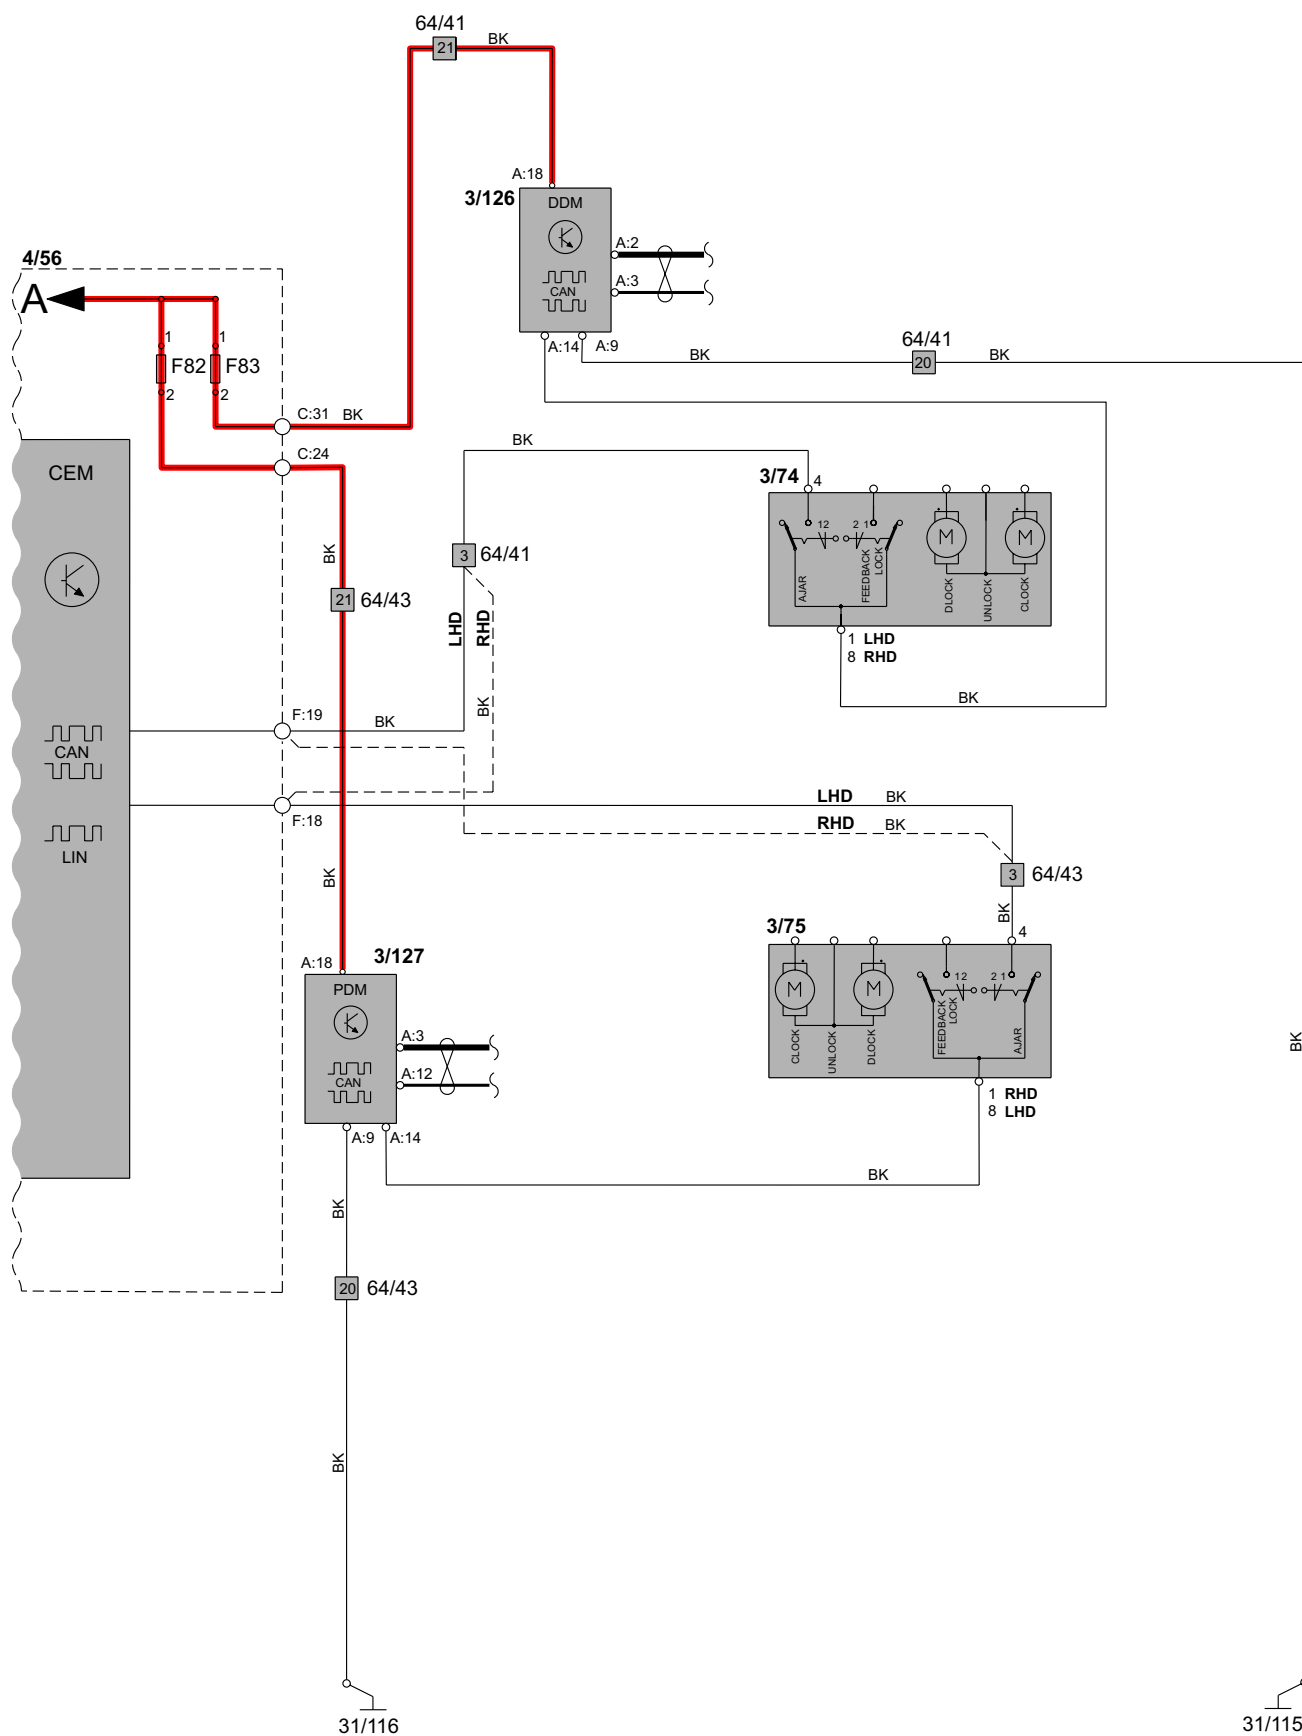 64/41
21
BK
A:18
3/126
DDM
A:2
CAN
A:3
A:14
A:9
64/41
BK
20
BK
4/56
A
1
1
F82
F83
2
2
C:31
BK
C:24
CEM
BK
3/74
4
12
2 1
M
M
AJAR
FEEDBACK
LOCK
DLOCK
UNLOCK
CLOCK
3
64/41
BK
21
64/43
LHD
RHD
1 LHD
8 RHD
BK
BK
F:19
BK
CAN
LHD
BK
F:18
RHD
BK
LIN
BK
3
64/43
BK
3/75
4
M
M
12
2 1
CLOCK
UNLOCK
DLOCK
FEEDBACK
LOCK
AJAR
3/127
A:18
PDM
A:3
CAN
A:12
BK
1 RHD
8 LHD
A:9
A:14
BK
BK
20
64/43
BK
31/116
31/115